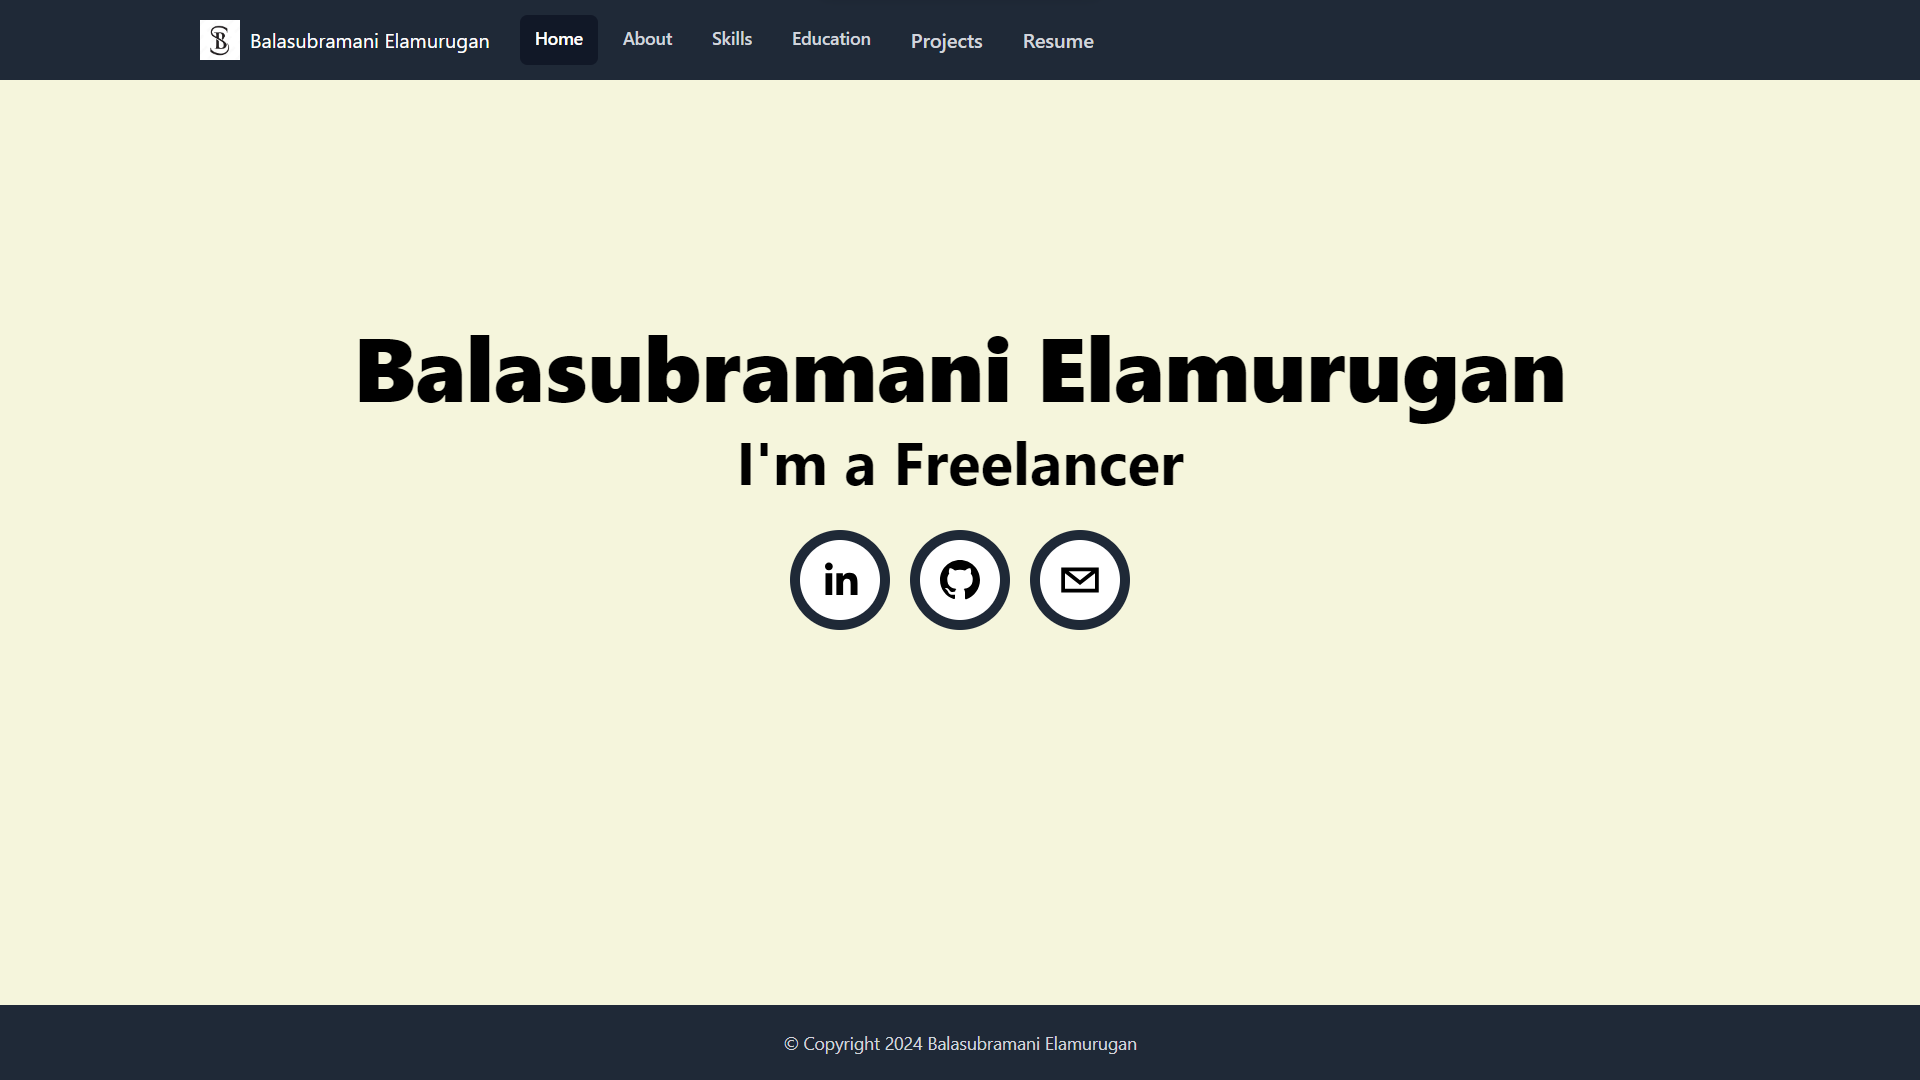 Balasubramani Elamurugan Home About Skills Education Projects Resume
Balasubramani Elamurugan
I'm a Freelancer
in
© Copyright 2024 Balasubramani Elamurugan